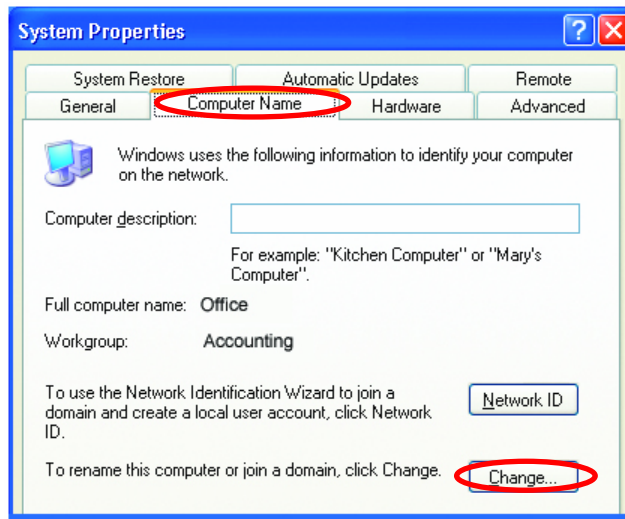 System Properties
System Restore Automatic Updates Remote
General Computer Name Hardware Advanced
Windows uses the following information to identify your computer
on the network.
Computer description:
For example: "Kitchen Computer" or "Mary's
Computer".
Full computer name: Office
Workgroup: Accounting
To use the Network Identification Wizard to join a
domain and create a local user account, click Network
ID.
Network ID
To rename this computer or join a domain, click Change.
Change...